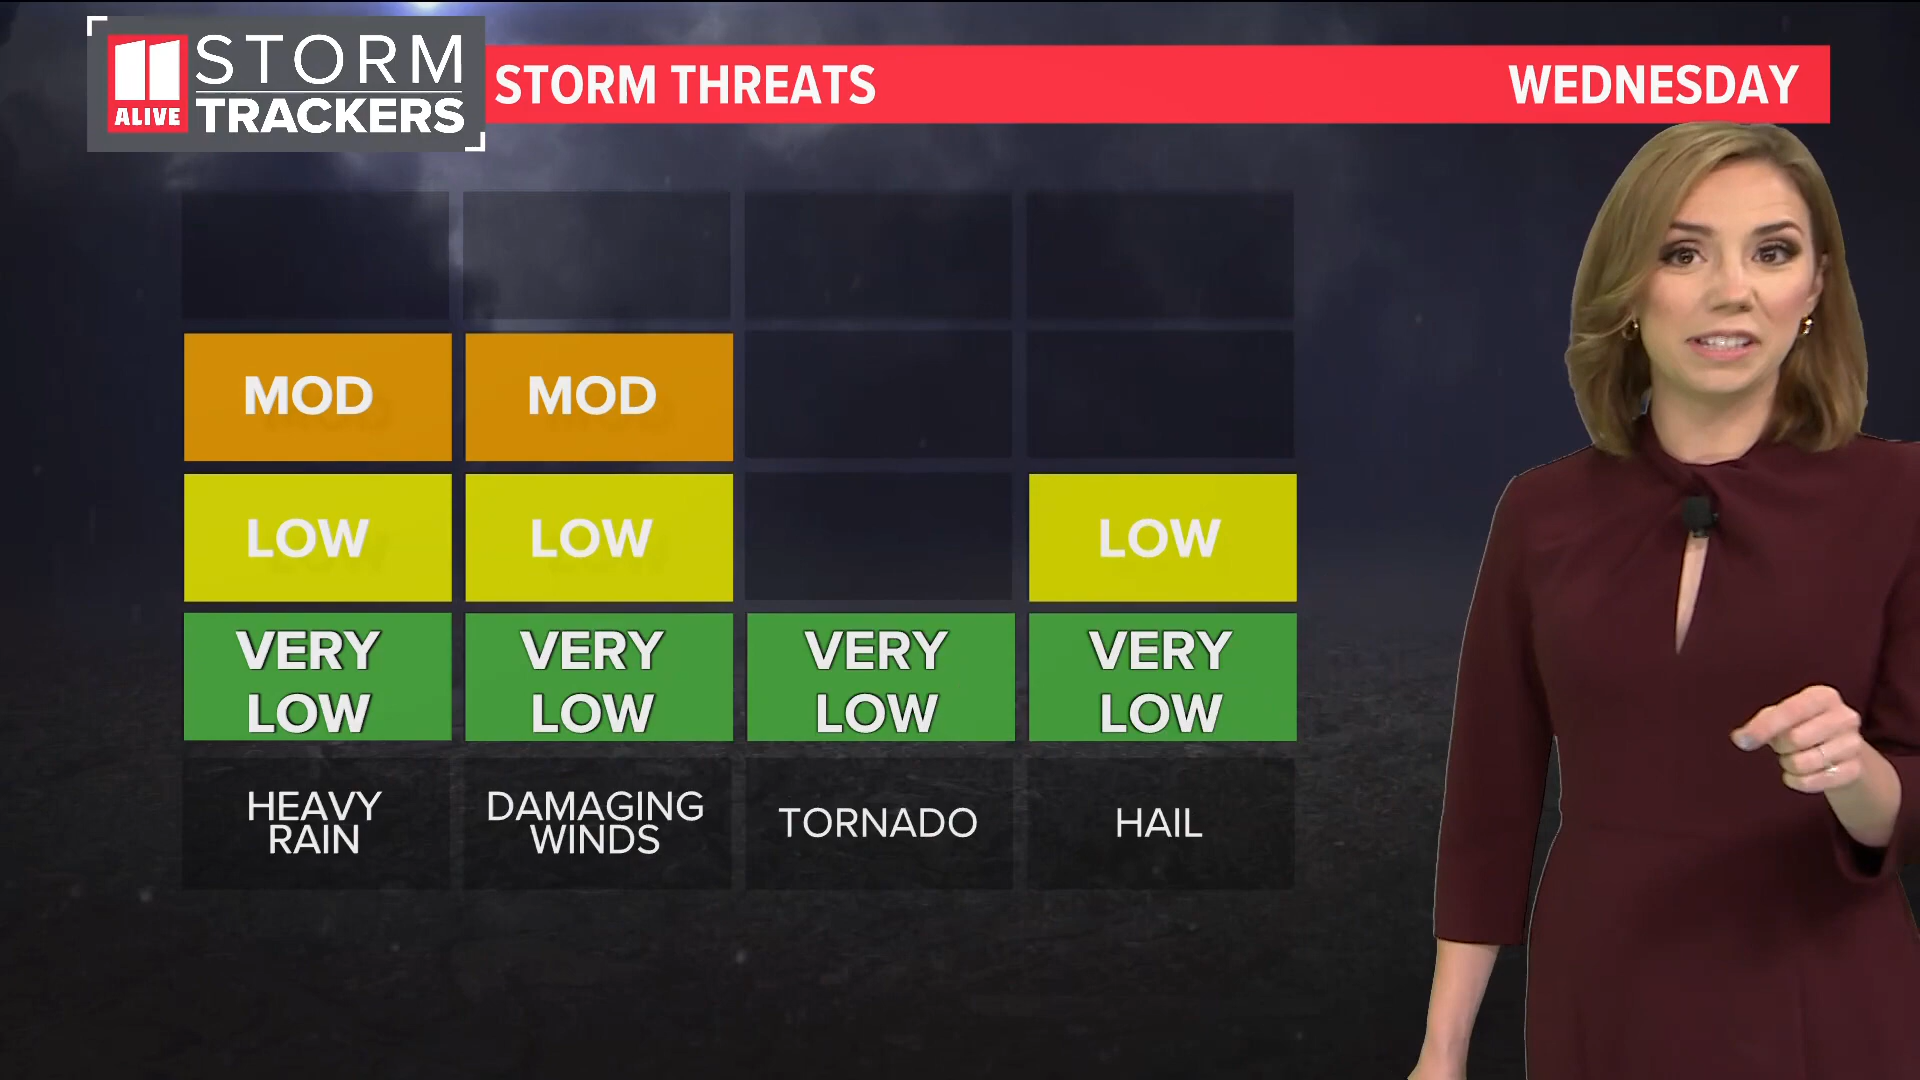 11
ALIVE
STORM
TRACKERS
STORM THREATS
WEDNESDAY
MOD
MOD
LOW
LOW
LOW
VERY
LOW
VERY
LOW
VERY
LOW
VERY
LOW
HEAVY
RAIN
DAMAGING
WINDS
TORNADO
HAIL